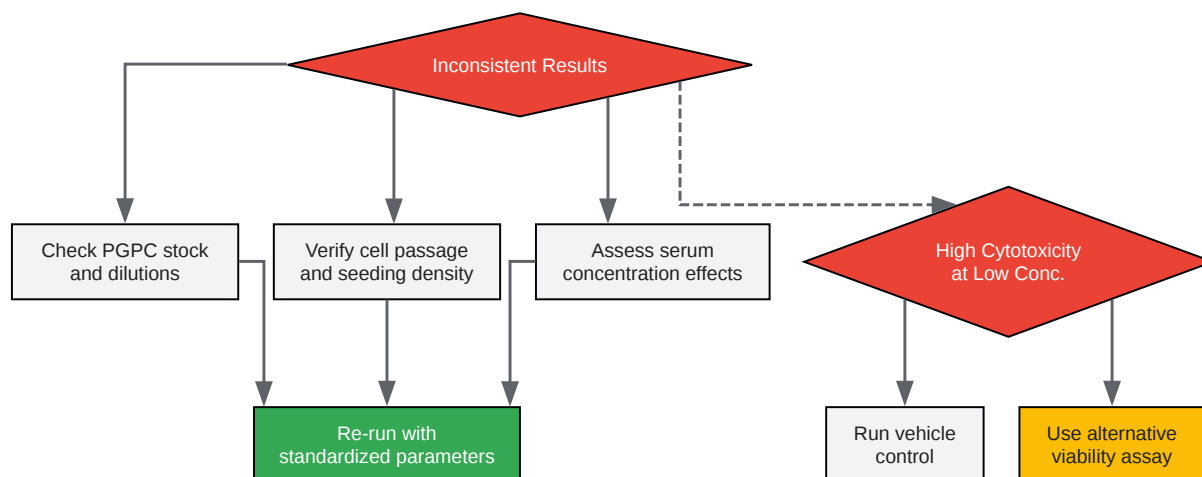 Inconsistent Results
Check PGPC stock
and dilutions
Verify cell passage
and seeding density
Assess serum
concentration effects
High Cytotoxicity
at Low Conc.
Re-run with
standardized parameters
Run vehicle
control
Use alternative
viability assay